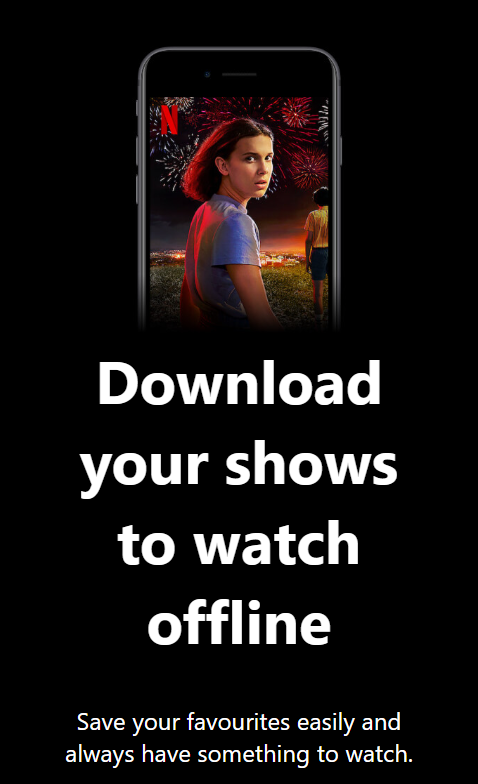 N
Download
your shows
to watch
offline
Save your favourites easily and
always have something to watch.